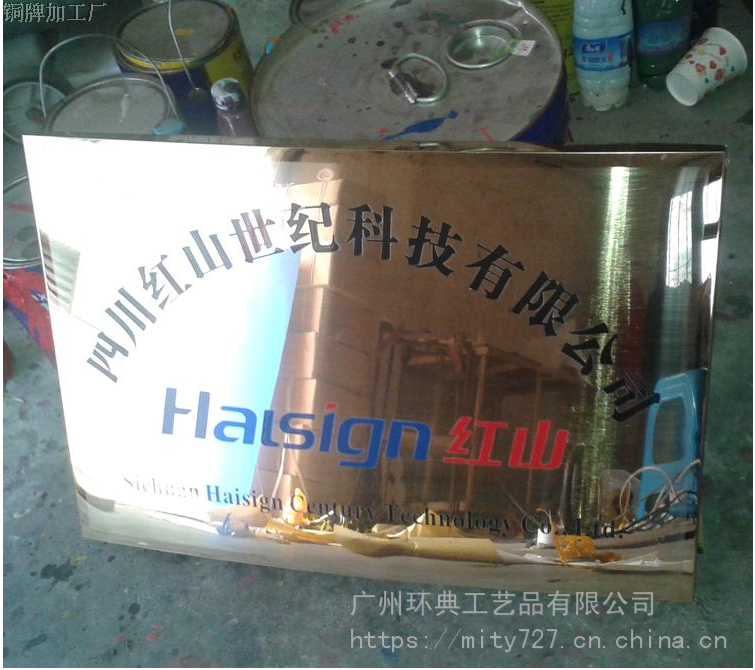 铜牌加工厂
四川红山世纪科技有限公司
Haisign 红山
Sichuan Haisign Century Technology Co., Ltd.
广州环典工艺品有限公司
https://mity727.cn.china.cn